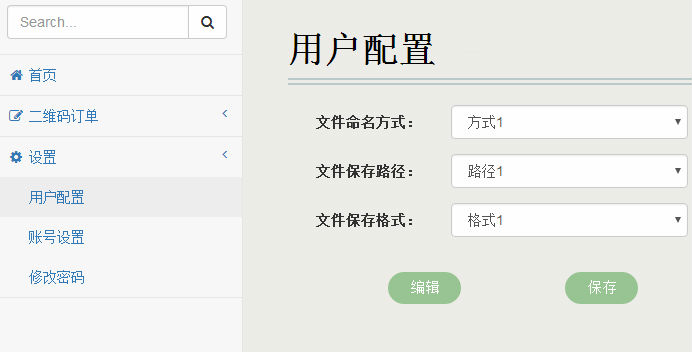 Search...
首页
二维码订单
设置
用户配置
账号设置
修改密码
用户配置
文件命名方式： 方式1
文件保存路径： 路径1
文件保存格式： 格式1
编辑 保存